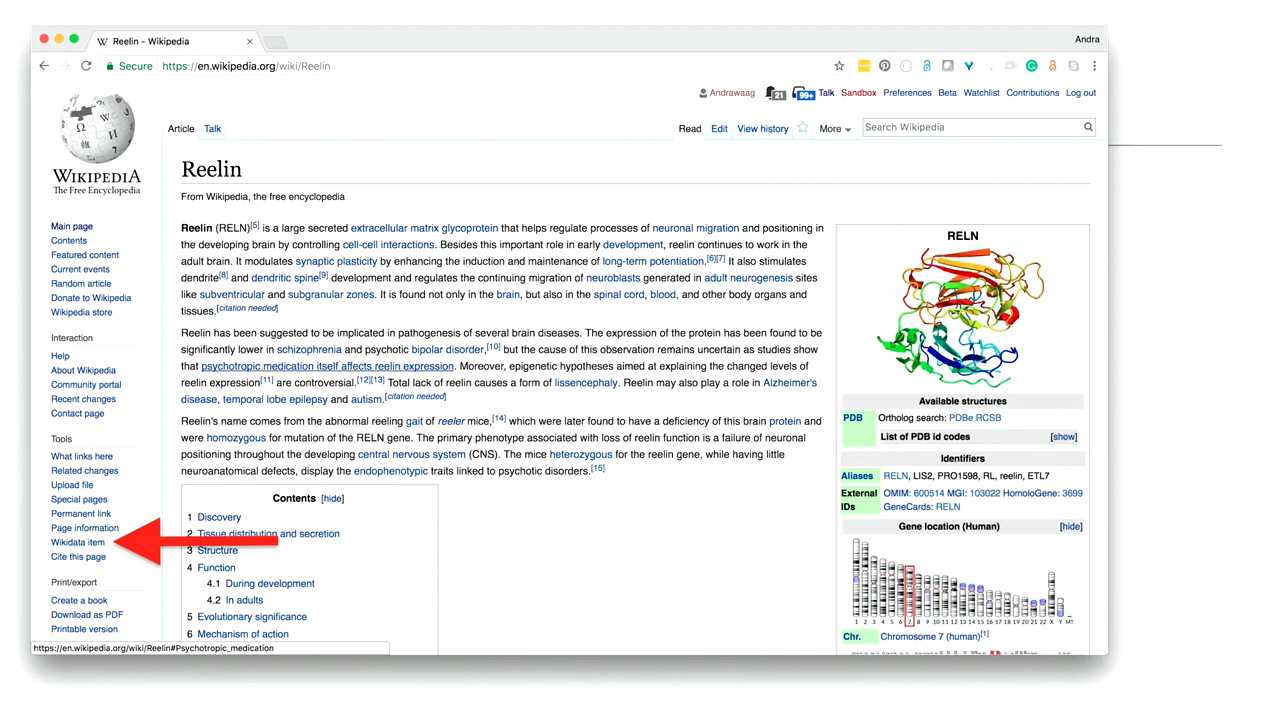 Reelin - Wikipedia
Andra
Secure https://en.wikipedia.org/wiki/Reelin
Andrawaag 21 99+ Talk Sandbox Preferences Beta Watchlist Contributions Log out
Article Talk Read Edit View history More Search Wikipedia
WIKIPEDIA
The Free Encyclopedia
Main page
Contents
Featured content
Current events
Random article
Donate to Wikipedia
Wikipedia store
Interaction
Help
About Wikipedia
Community portal
Recent changes
Contact page
Tools
What links here
Related changes
Upload file
Special pages
Permanent link
Page information
Wikidata item
Cite this page
Print/export
Create a book
Download as PDF
Printable version
Reelin
From Wikipedia, the free encyclopedia
Reelin (RELN)[5] is a large secreted extracellular matrix glycoprotein that helps regulate processes of neuronal migration and positioning in
the developing brain by controlling cell-cell interactions. Besides this important role in early development, reelin continues to work in the
adult brain. It modulates synaptic plasticity by enhancing the induction and maintenance of long-term potentiation.[6][7] It also stimulates
dendrite[8] and dendritic spine[9] development and regulates the continuing migration of neuroblasts generated in adult neurogenesis sites
like subventricular and subgranular zones. It is found not only in the brain, but also in the spinal cord, blood, and other body organs and
tissues.[citation needed]
Reelin has been suggested to be implicated in pathogenesis of several brain diseases. The expression of the protein has been found to be
significantly lower in schizophrenia and psychotic bipolar disorder,[10] but the cause of this observation remains uncertain as studies show
that psychotropic medication itself affects reelin expression. Moreover, epigenetic hypotheses aimed at explaining the changed levels of
reelin expression[11] are controversial.[12][13] Total lack of reelin causes a form of lissencephaly. Reelin may also play a role in Alzheimer's
disease, temporal lobe epilepsy and autism.[citation needed]
Reelin's name comes from the abnormal reeling gait of reeler mice,[14] which were later found to have a deficiency of this brain protein and
were homozygous for mutation of the RELN gene. The primary phenotype associated with loss of reelin function is a failure of neuronal
positioning throughout the developing central nervous system (CNS). The mice heterozygous for the reelin gene, while having little
neuroanatomical defects, display the endophenotypic traits linked to psychotic disorders.[15]
Contents [hide]
1 Discovery
2 Tissue distribution and secretion
3 Structure
4 Function
4.1 During development
4.2 In adults
5 Evolutionary significance
6 Mechanism of action
RELN
Available structures
PDB Ortholog search: PDBe RCSB
List of PDB id codes [show]
Identifiers
Aliases RELN, LIS2, PRO1598, RL, reelin, ETL7
External IDs OMIM: 600514 MGI: 103022 HomoloGene: 3699
GeneCards: RELN
Gene location (Human) [hide]
1 2 3 4 5 6 7 8 9 10 11 12 13 14 15 16 17 18 19 20 21 22 X Y MT
Chr. Chromosome 7 (human)[1]
https://en.wikipedia.org/wiki/Reelin#Psychotropic_medication